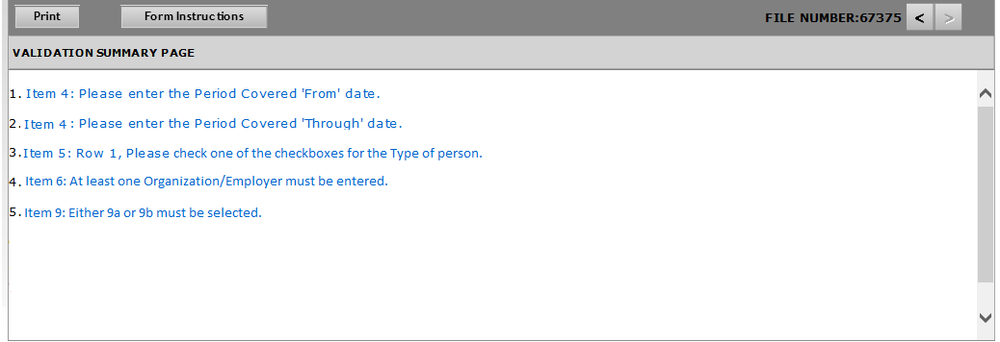 Print
Form Instructions
FILE NUMBER:67375
<
>
VALIDATION SUMMARY PAGE
1. Item 4: Please enter the Period Covered 'From' date.
2. Item 4 : Please enter the Period Covered 'Through' date.
3. Item 5: Row 1, Please check one of the checkboxes for the Type of person.
4. Item 6: At least one Organization/Employer must be entered.
5. Item 9: Either 9a or 9b must be selected.